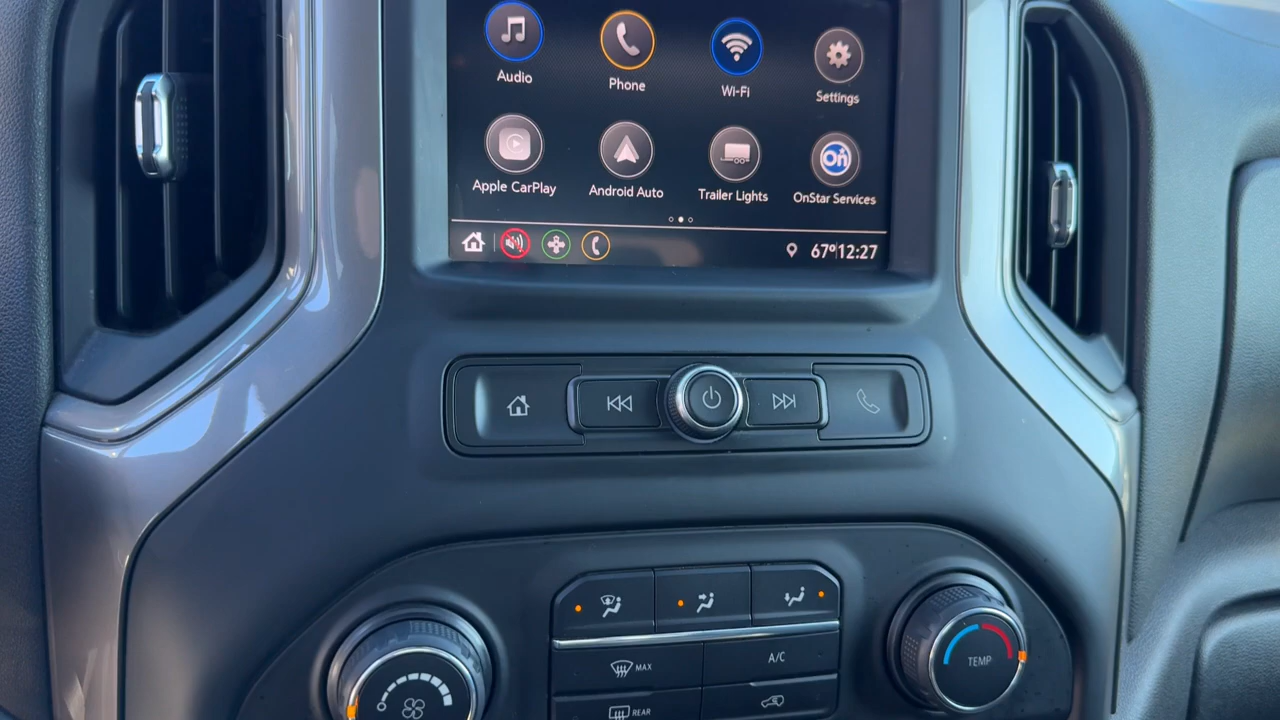 Audio
Phone
Wi-Fi
Settings
Apple CarPlay
Android Auto
Trailer Lights
On
OnStar Services
67° 12:27
MAX
A/C
REAR
TEMP